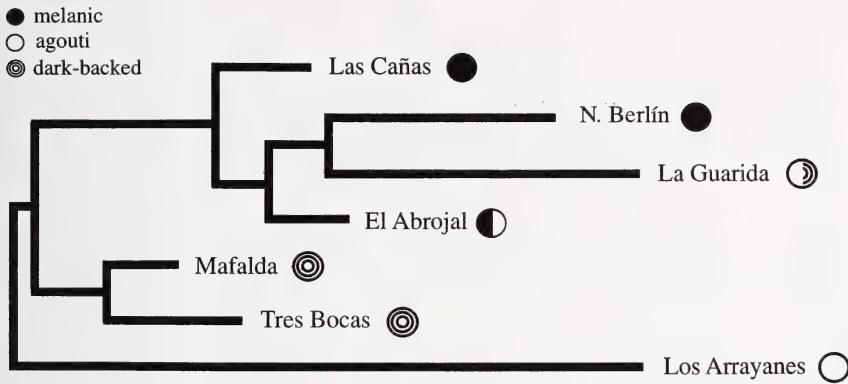 melanic
agouti
dark-backed
Las Cañas
N. Berlín
La Guarida
El Abrojal
Mafalda
Tres Bocas
Los Arrayanes